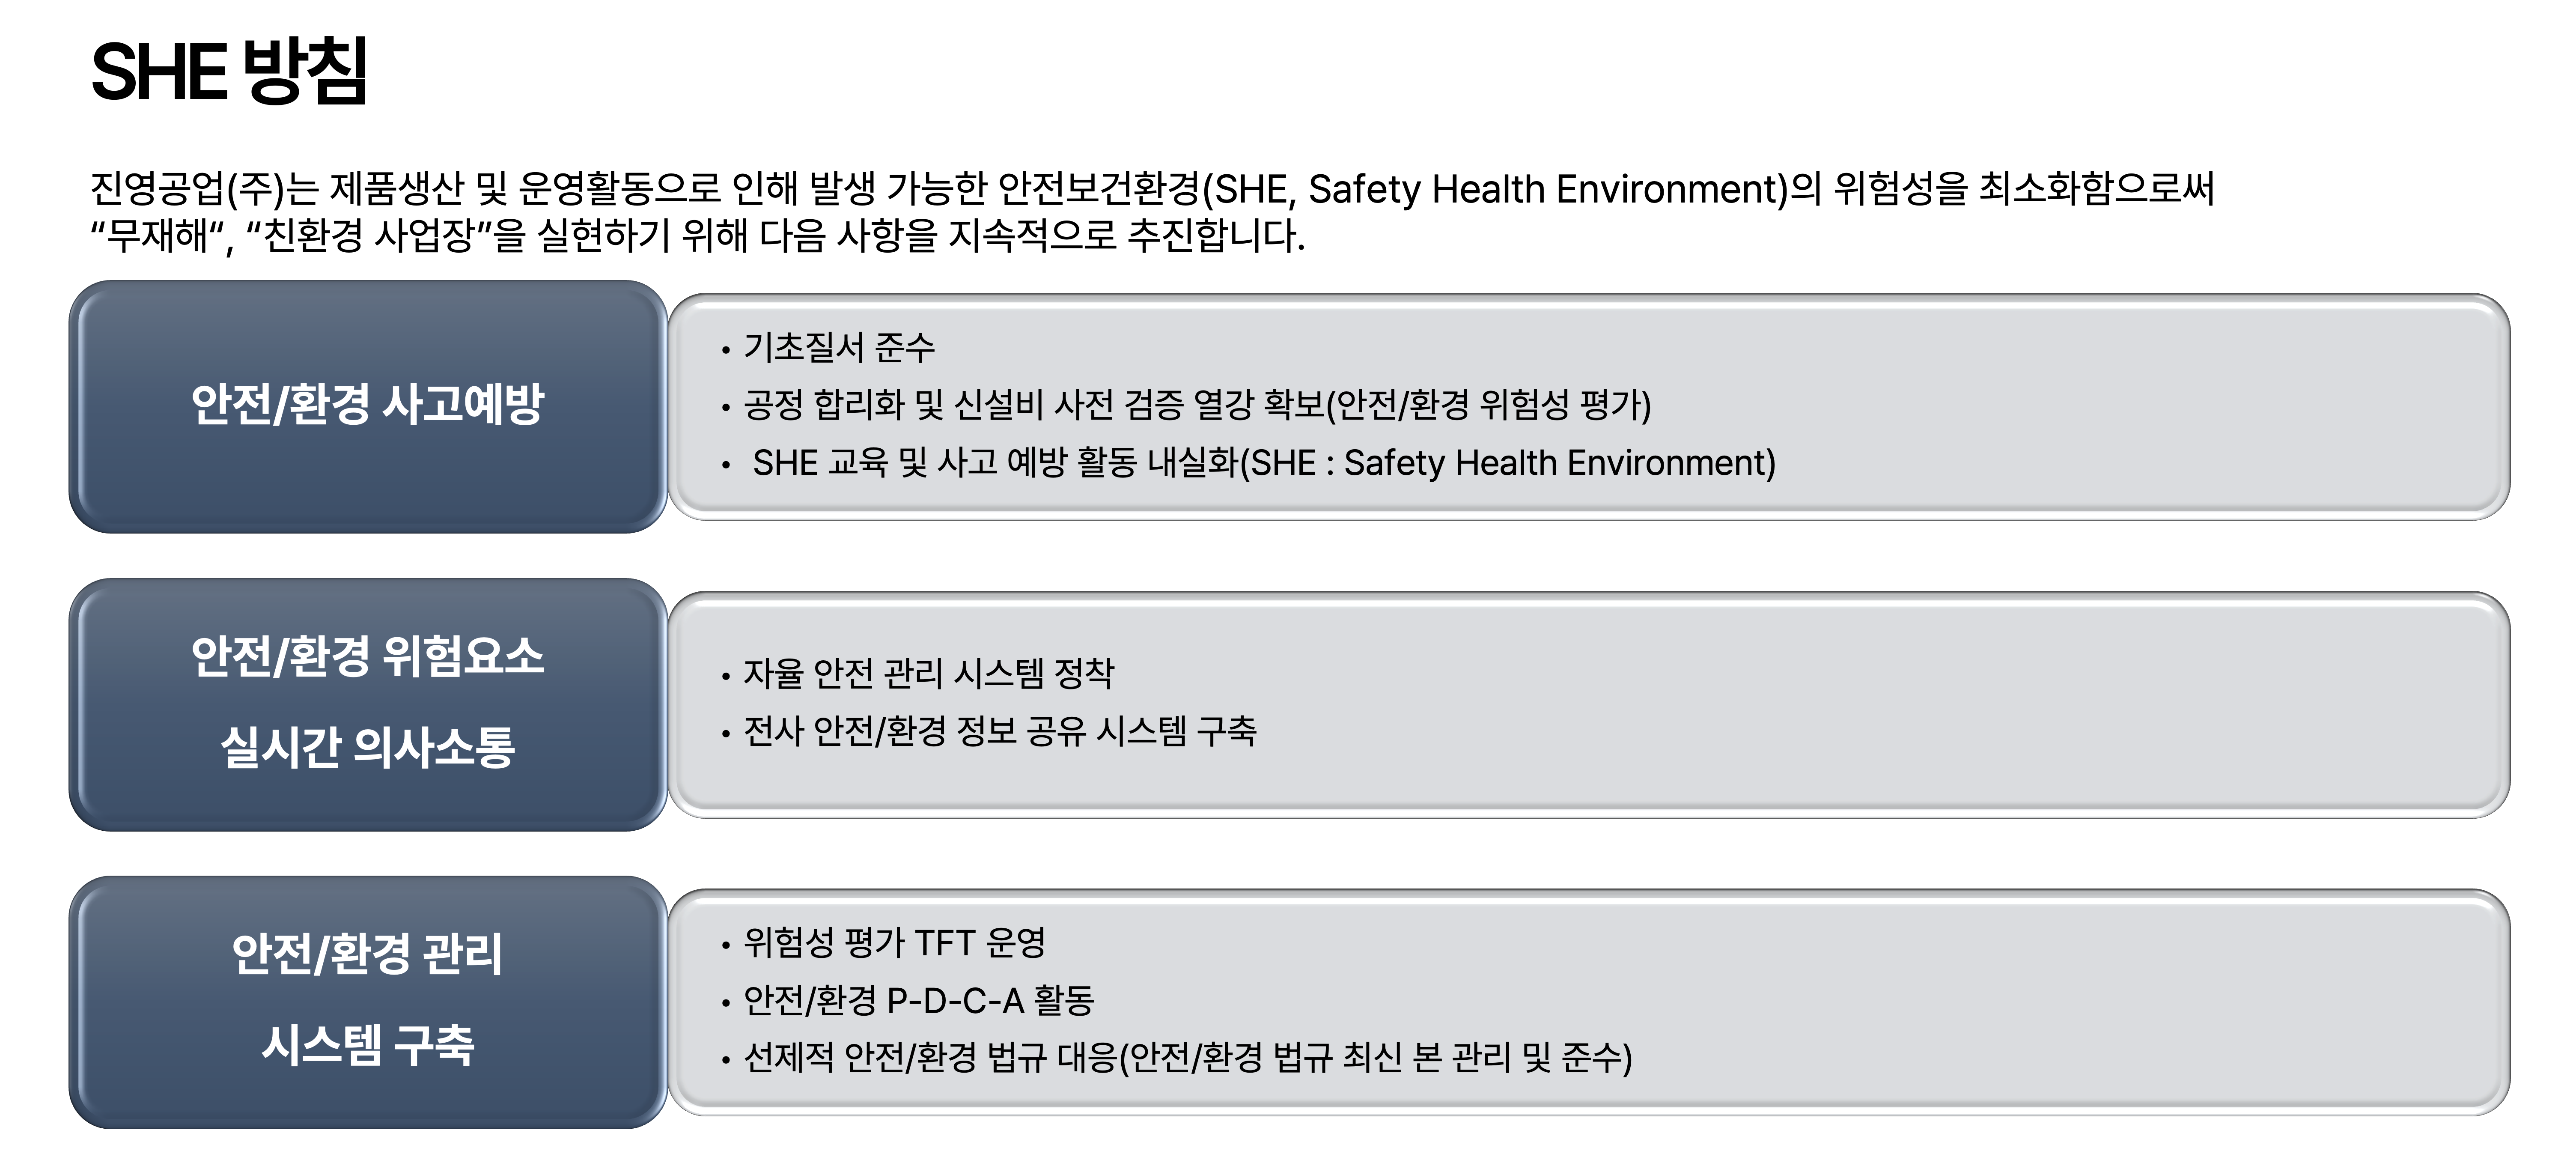 SHE 방침
진영공업(주)는 제품생산 및 운영활동으로 인해 발생 가능한 안전보건환경(SHE, Safety Health Environment)의 위험성을 최소화함으로써
“무재해“, “친환경 사업장”을 실현하기 위해 다음 사항을 지속적으로 추진합니다.
안전/환경 사고예방
• 기초질서 준수
• 공정 합리화 및 신설비 사전 검증 열강 확보(안전/환경 위험성 평가)
• SHE 교육 및 사고 예방 활동 내실화(SHE : Safety Health Environment)
안전/환경 위험요소
실시간 의사소통
• 자율 안전 관리 시스템 정착
• 전사 안전/환경 정보 공유 시스템 구축
안전/환경 관리
시스템 구축
• 위험성 평가 TFT 운영
• 안전/환경 P-D-C-A 활동
• 선제적 안전/환경 법규 대응(안전/환경 법규 최신 본 관리 및 준수)